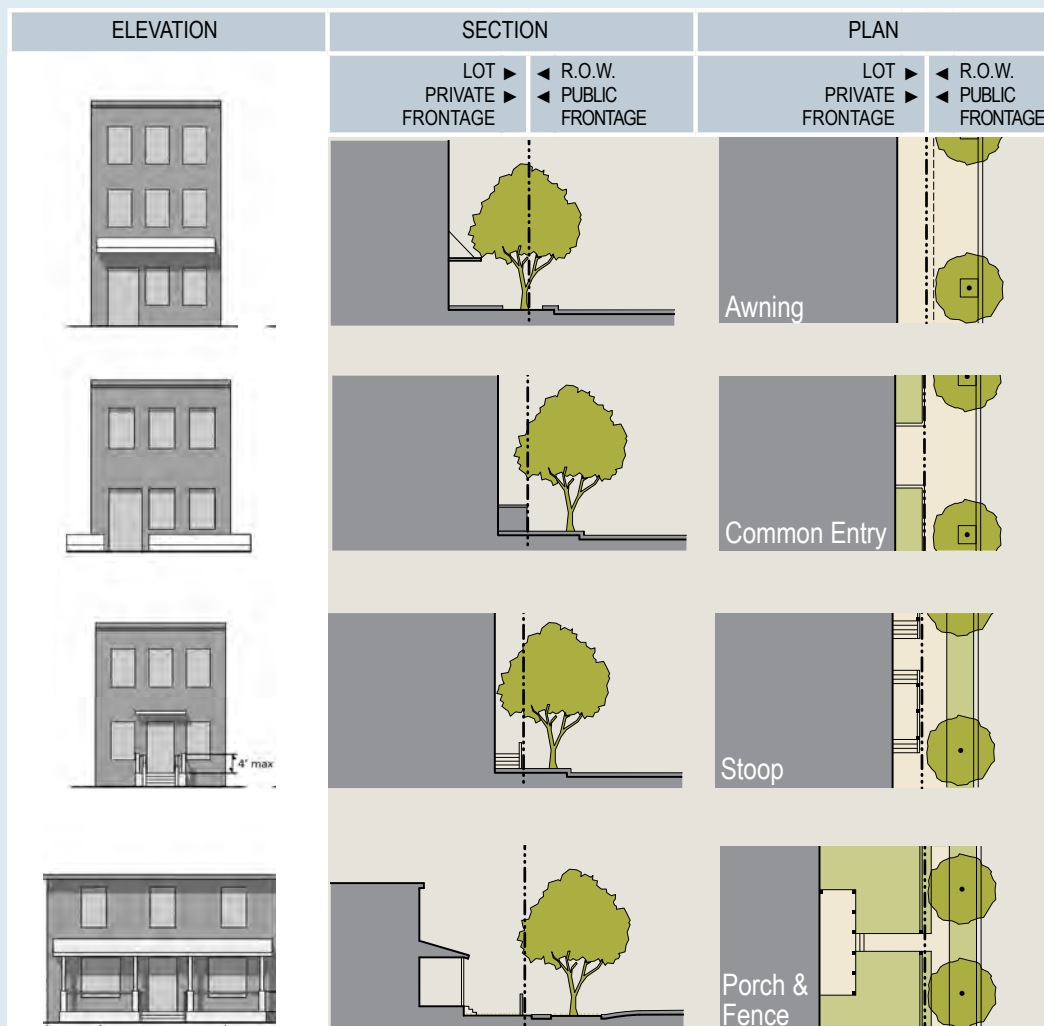 ELEVATION
SECTION
PLAN
LOT ► ◄ R.O.W.
PRIVATE ► ◄ PUBLIC
FRONTAGE FRONTAGE
LOT ► ◄ R.O.W.
PRIVATE ► ◄ PUBLIC
FRONTAGE FRONTAGE
Awning
Common Entry
4' max
Stoop
Porch &
Fence